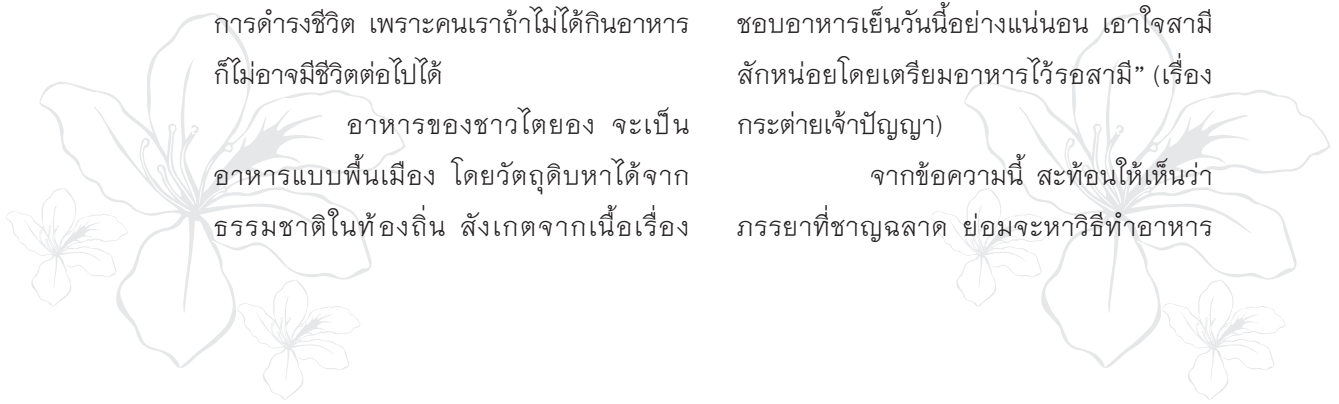 การดำรงชีวิต เพราะคนเราถ้าไม่ได้กินอาหาร
ก็ไม่อาจมีชีวิตต่อไปได้
อาหารของชาวไตยอง จะเป็น
อาหารแบบพื้นเมือง โดยวัตถุดิบหาได้จาก
ธรรมชาติในท้องถิ่น สังเกตจากเนื้อเรื่อง
ชอบอาหารเย็นวันนี้อย่างแน่นอน เอาใจสามี
สักหน่อยโดยเตรียมอาหารไว้รอสามี” (เรื่อง
กระต่ายเจ้าปัญญา)
จากข้อความนี้ สะท้อนให้เห็นว่า
ภรรยาที่ชาญฉลาด ย่อมจะหาวิธีทำอาหาร